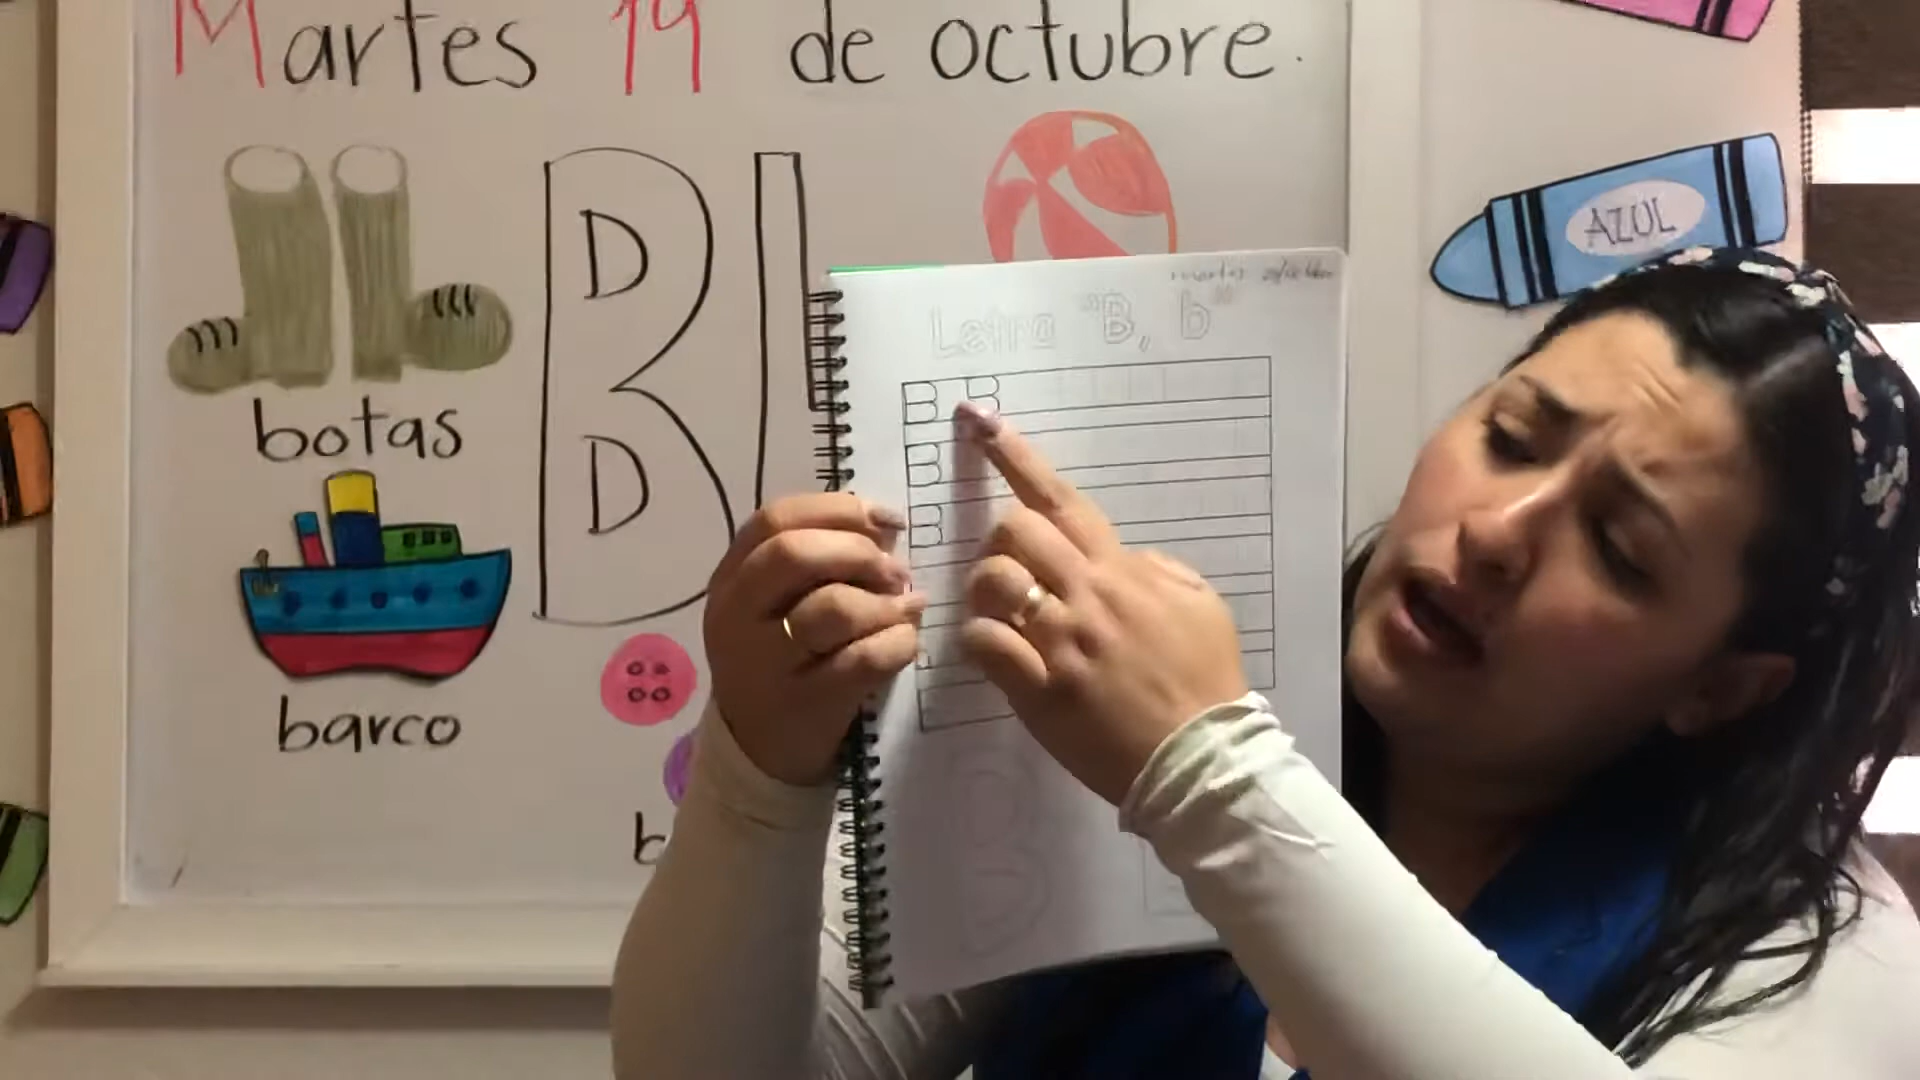 Martes 19 de octubre.
B
AZUL
Letra "B, b"
B B
B
B
botas
barco
b